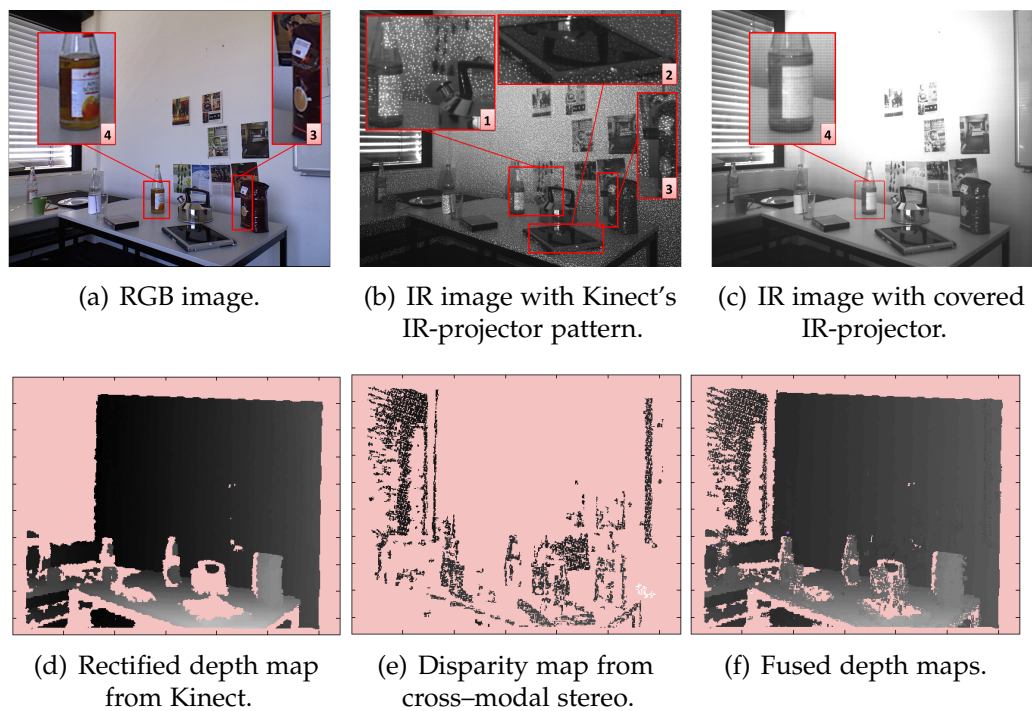 4
3
1
2
3
4
(a) RGB image.
(b) IR image with Kinect's
IR-projector pattern.
(c) IR image with covered
IR-projector.
(d) Rectified depth map
from Kinect.
(e) Disparity map from
cross–modal stereo.
(f) Fused depth maps.